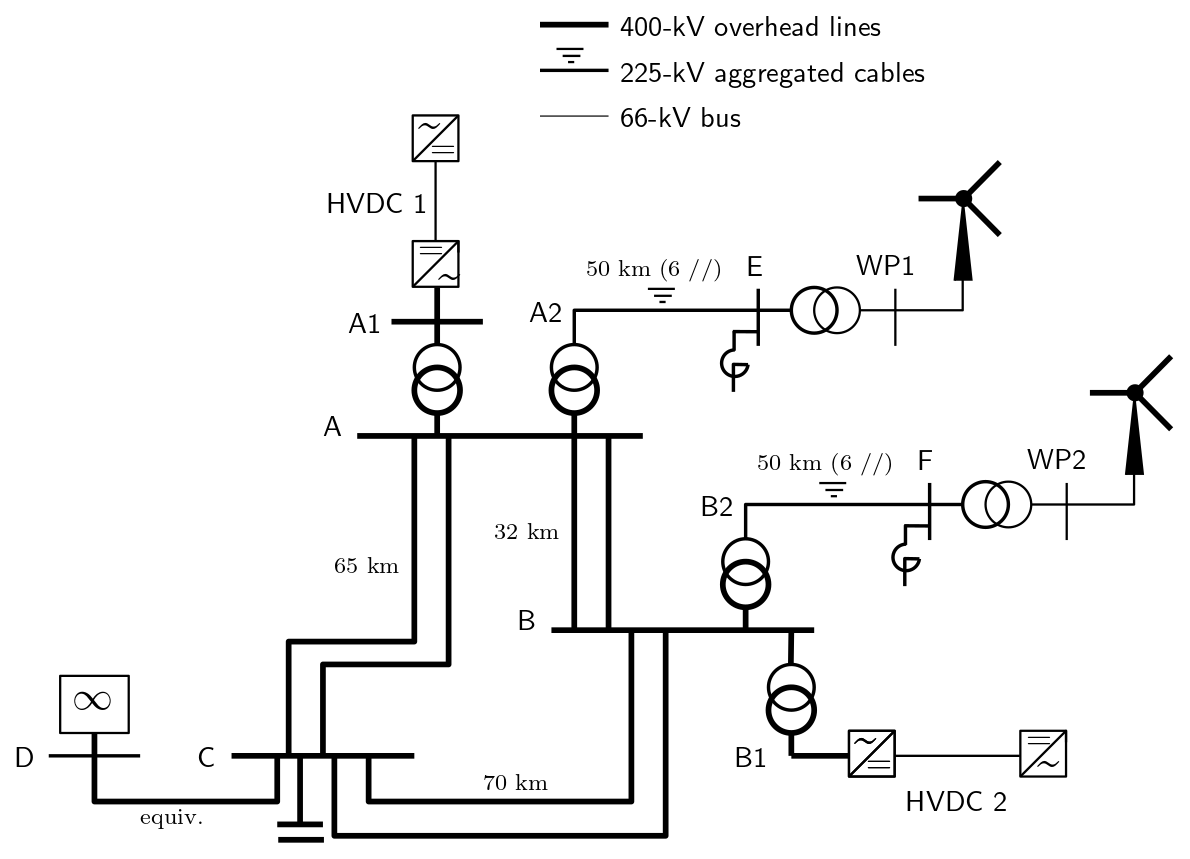 400-kV overhead lines
225-kV aggregated cables
66-kV bus
HVDC 1
50 km (6 //)
E
WP1
A1
A2
A
50 km (6 //)
F
WP2
B2
32 km
65 km
B
∞
D
C
B1
70 km
HVDC 2
equiv.